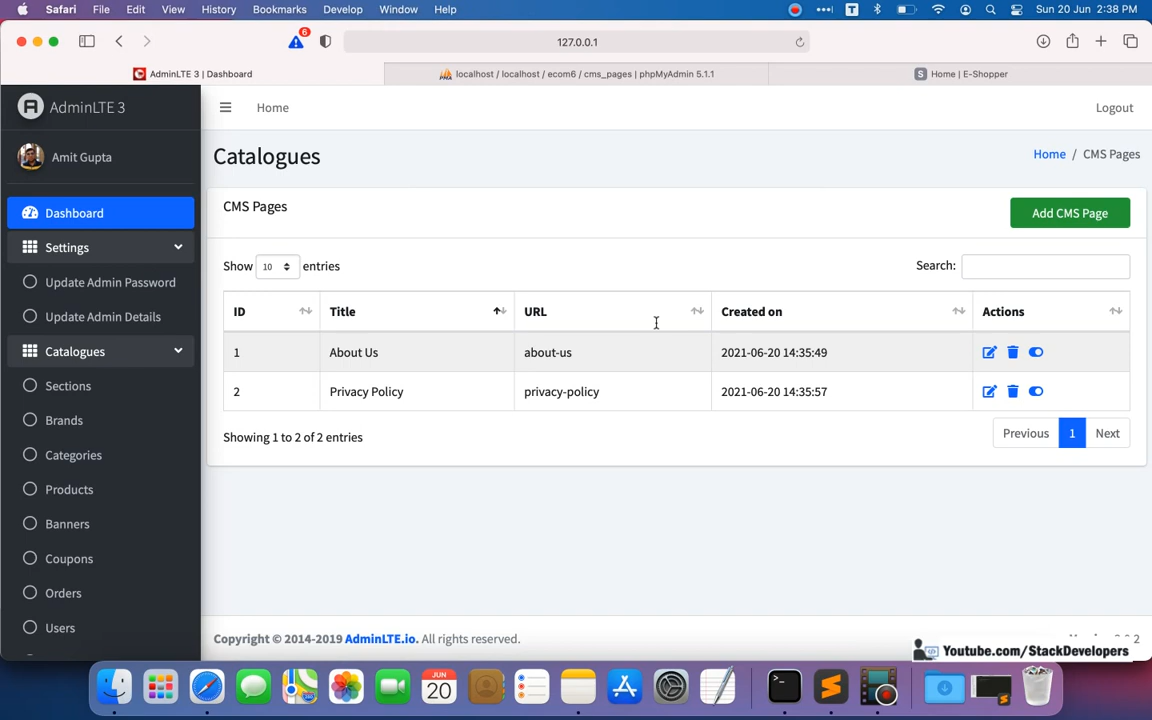 Safari File Edit View History Bookmarks Develop Window Help T Sun 20 Jun 2:38 PM
6 127.0.0.1
AdminLTE 3 | Dashboard localhost / localhost / ecom6 / cms_pages | phpMyAdmin 5.1.1 S Home | E-Shopper
AdminLTE 3
Home Logout
Amit Gupta
Catalogues Home / CMS Pages
Dashboard
Settings
Update Admin Password
Update Admin Details
Catalogues
Sections
Brands
Categories
Products
Banners
Coupons
Orders
Users
CMS Pages Add CMS Page
Show 10 entries Search:
ID Title URL Created on Actions
1 About Us about-us 2021-06-20 14:35:49
2 Privacy Policy privacy-policy 2021-06-20 14:35:57
Showing 1 to 2 of 2 entries Previous 1 Next
Copyright © 2014-2019 AdminLTE.io. All rights reserved.
Youtube.com/StackDevelopers
JUN
20